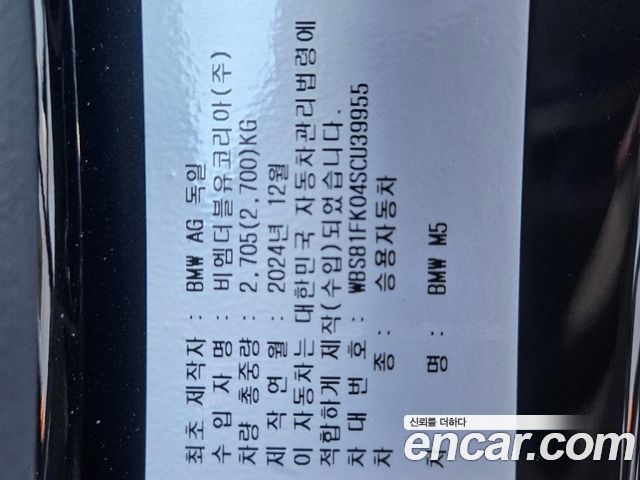 최초 제작자 : BMW AG 독일
수 입 자 명 : 비엠더블유코리아(주)
차량 총중량 : 2,705(2,700)KG
제 작 연 월 : 2024년 12월
이 자동차는 대한민국 자동차관리법령에
적합하게 제작(수입)되었습니다.
차 대 번 호 : WBS81FK04SCU39955
차 종 : 승용자동차
차 명 : BMW M5
신뢰를 더하다
encar.com